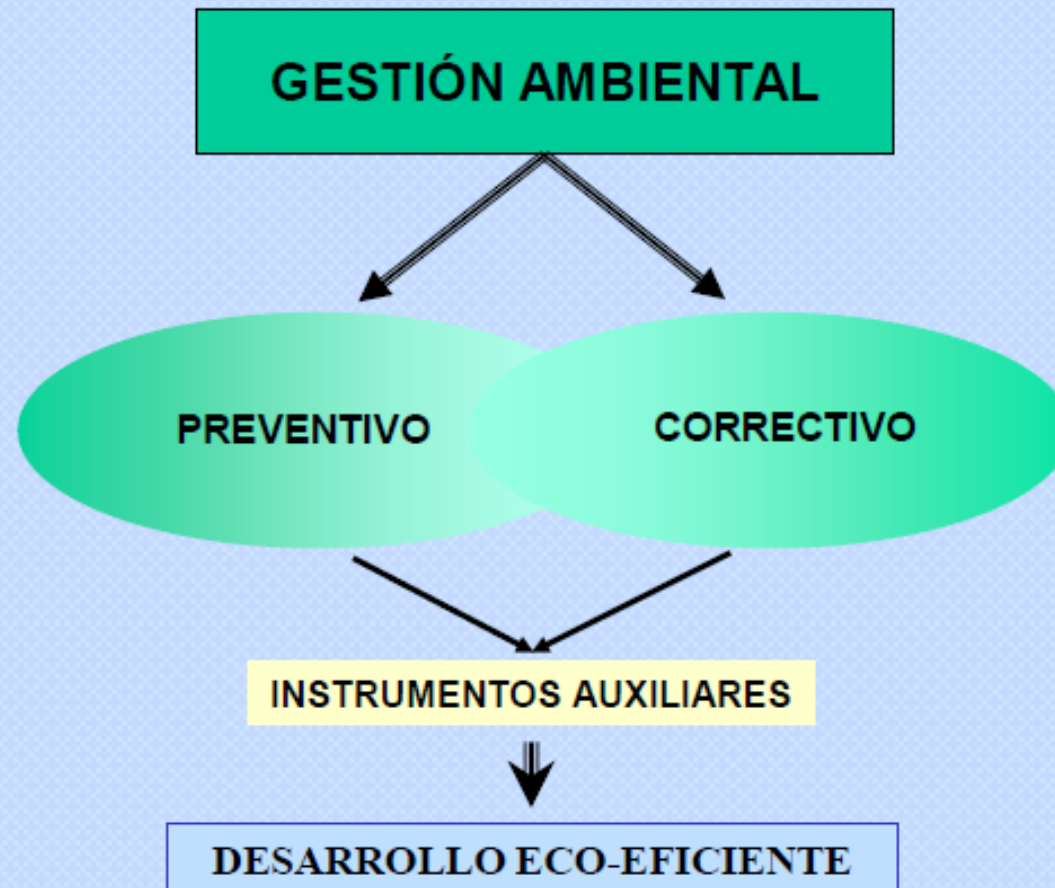 GESTIÓN AMBIENTAL
PREVENTIVO
CORRECTIVO
INSTRUMENTOS AUXILIARES
DESARROLLO ECO-EFICIENTE